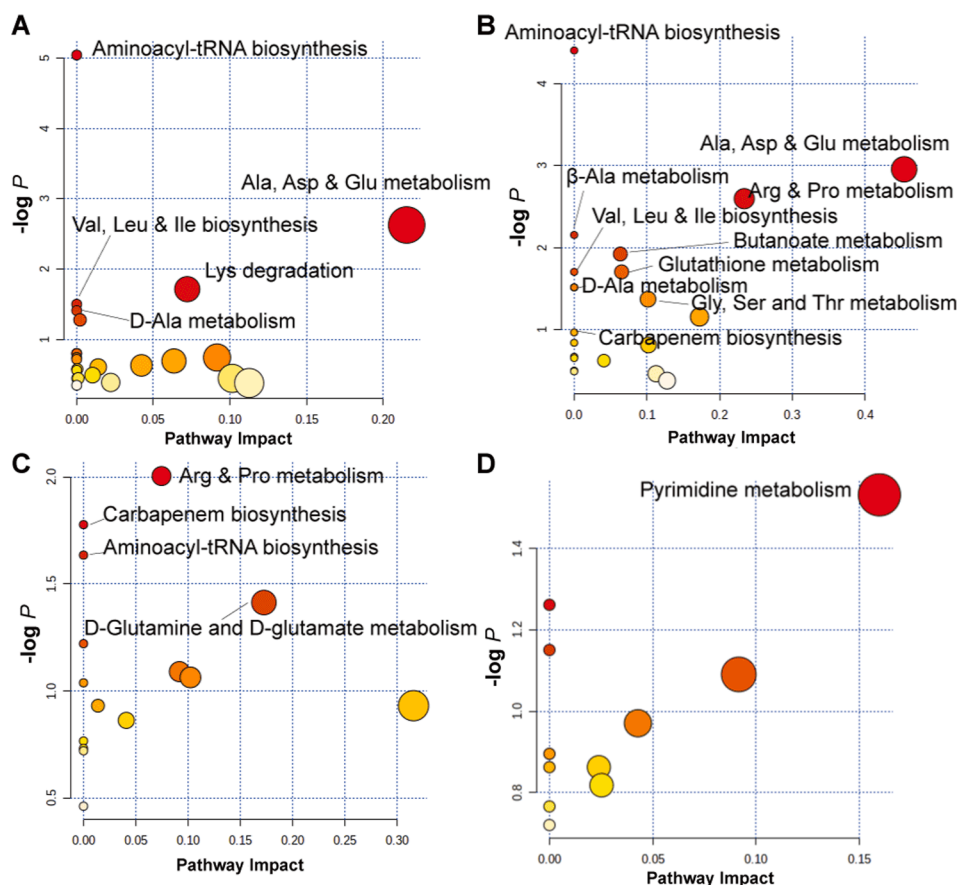 A
Aminoacyl-tRNA biosynthesis
Ala, Asp & Glu metabolism
Val, Leu & Ile biosynthesis
Lys degradation
D-Ala metabolism
-log P
5
4
3
2
1
0.00 0.05 0.10 0.15 0.20
Pathway Impact
B
Aminoacyl-tRNA biosynthesis
Ala, Asp & Glu metabolism
β-Ala metabolism
Arg & Pro metabolism
Val, Leu & Ile biosynthesis
Butanoate metabolism
Glutathione metabolism
D-Ala metabolism
Gly, Ser and Thr metabolism
Carbapenem biosynthesis
-log P
4
3
2
1
0.0 0.1 0.2 0.3 0.4
Pathway Impact
C
Arg & Pro metabolism
Carbapenem biosynthesis
Aminoacyl-tRNA biosynthesis
D-Glutamine and D-glutamate metabolism
-log P
2.0
1.5
1.0
0.5
0.00 0.05 0.10 0.15 0.20 0.25 0.30
Pathway Impact
D
Pyrimidine metabolism
-log P
1.4
1.2
1.0
0.8
0.00 0.05 0.10 0.15
Pathway Impact